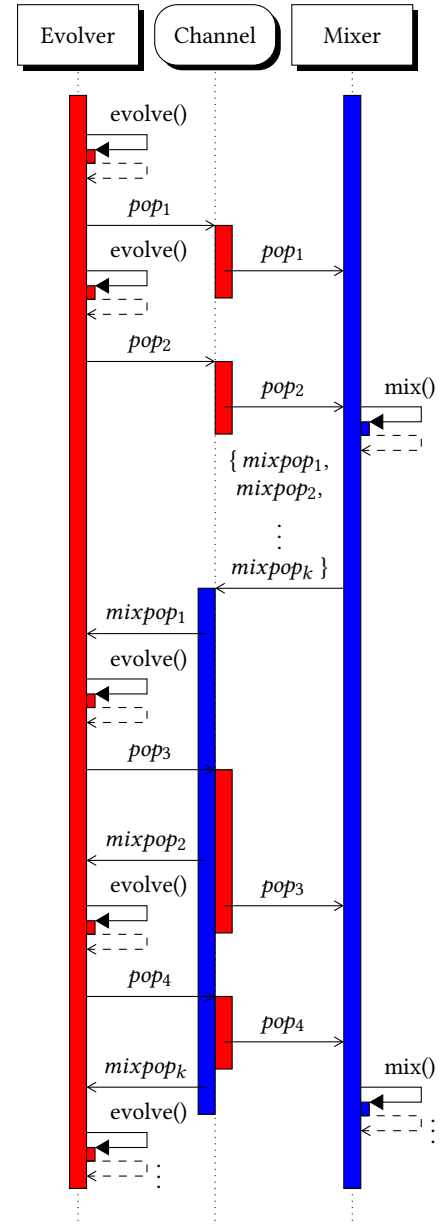 Evolver Channel Mixer
evolve()
pop₁
evolve() pop₁
pop₂
pop₂ mix()
{ mixpop₁,
mixpop₂,
⋮
mixpopₖ }
mixpop₁
evolve()
pop₃
mixpop₂
evolve() pop₃
pop₄
pop₄
mixpopₖ mix()
evolve() ⋮
⋮